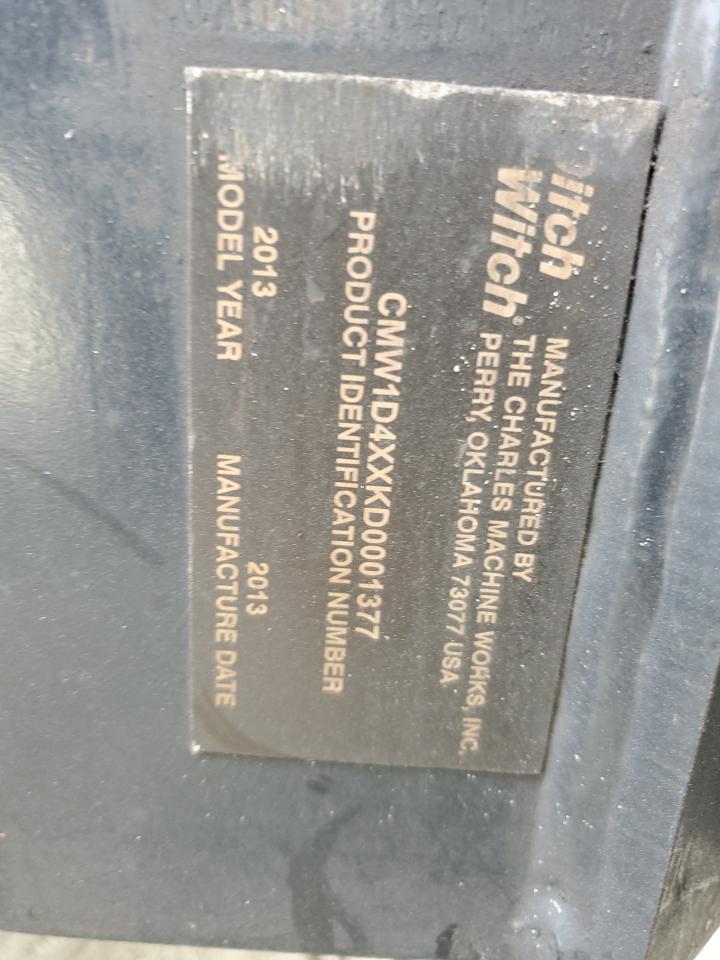 Ditch
Witch®
MANUFACTURED BY
THE CHARLES MACHINE WORKS, INC.
PERRY, OKLAHOMA 73077 USA
CMW1D4XXKD0001377
PRODUCT IDENTIFICATION NUMBER
2013
MODEL YEAR
2013
MANUFACTURE DATE